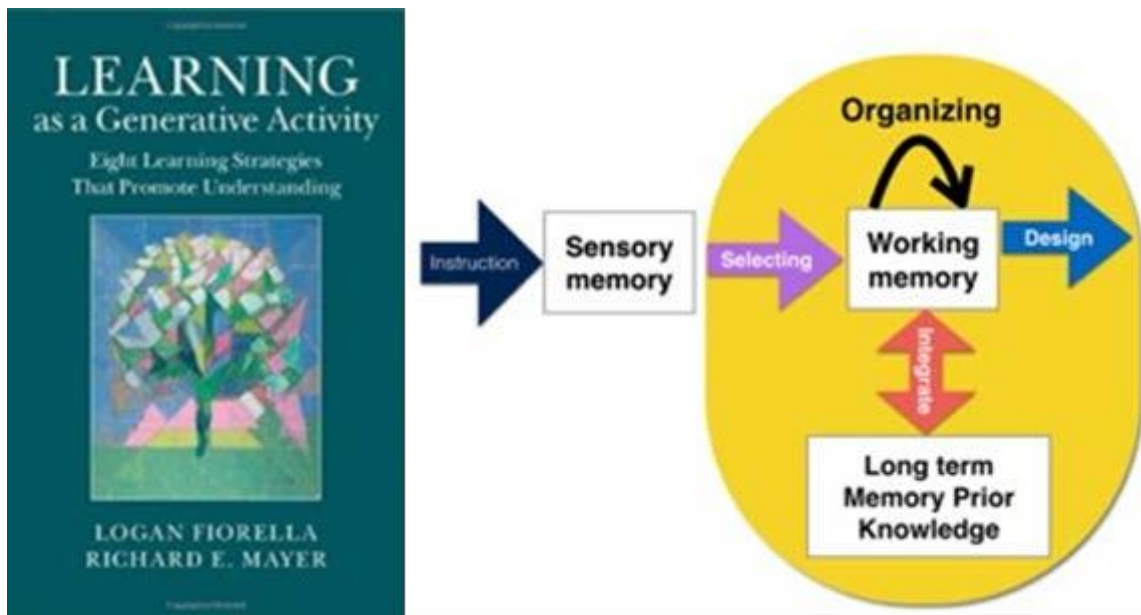 LEARNING
as a Generative Activity
Eight Learning Strategies
That Promote Understanding
LOGAN FIORELLA
RICHARD E. MAYER
Instruction
Sensory
memory
Selecting
Organizing
Working
memory
Design
Integrate
Long term
Memory Prior
Knowledge